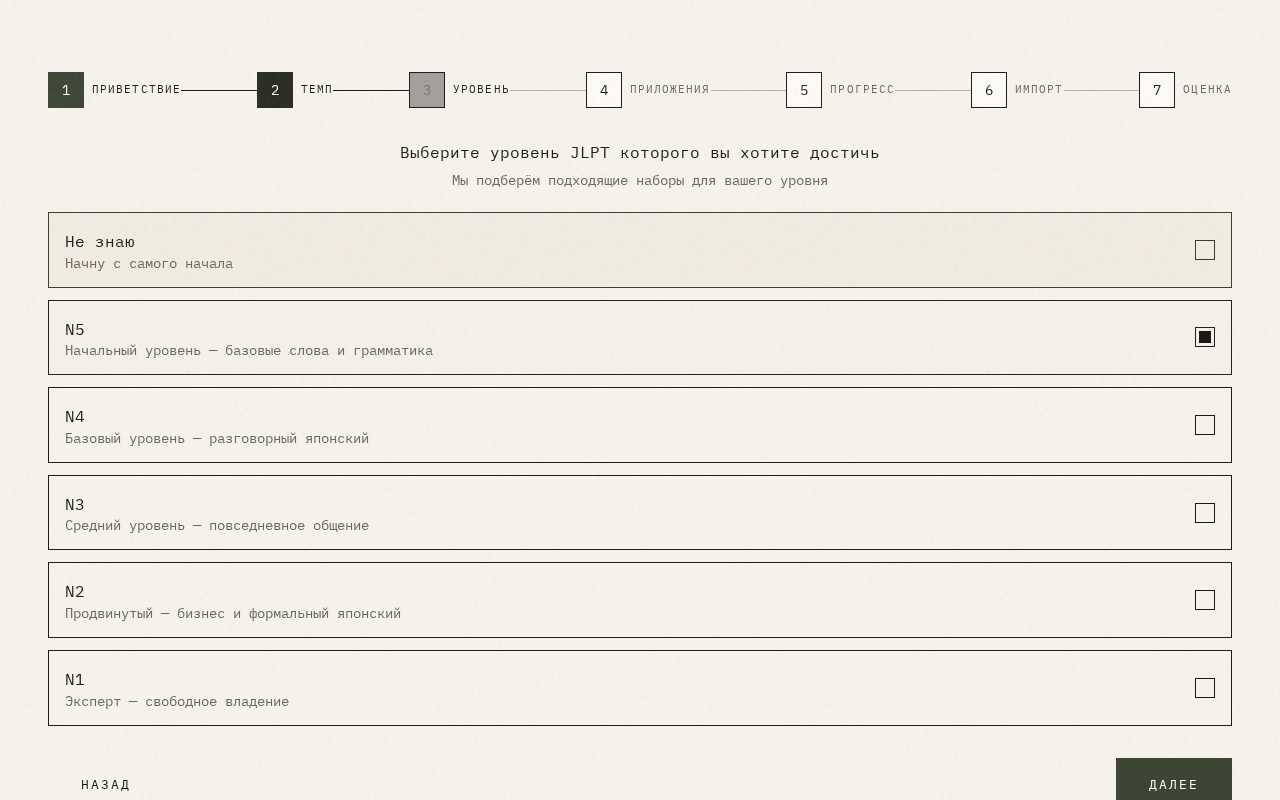 1 ПРИВЕТСТВИЕ 2 ТЕМП 3 УРОВЕНЬ 4 ПРИЛОЖЕНИЯ 5 ПРОГРЕСС 6 ИМПОРТ 7 ОЦЕНКА
Выберите уровень JLPT которого вы хотите достичь
Мы подберём подходящие наборы для вашего уровня
Не знаю
Начну с самого начала
N5
Начальный уровень — базовые слова и грамматика
N4
Базовый уровень — разговорный японский
N3
Средний уровень — повседневное общение
N2
Продвинутый — бизнес и формальный японский
N1
Эксперт — свободное владение
НАЗАД ДАЛЕЕ